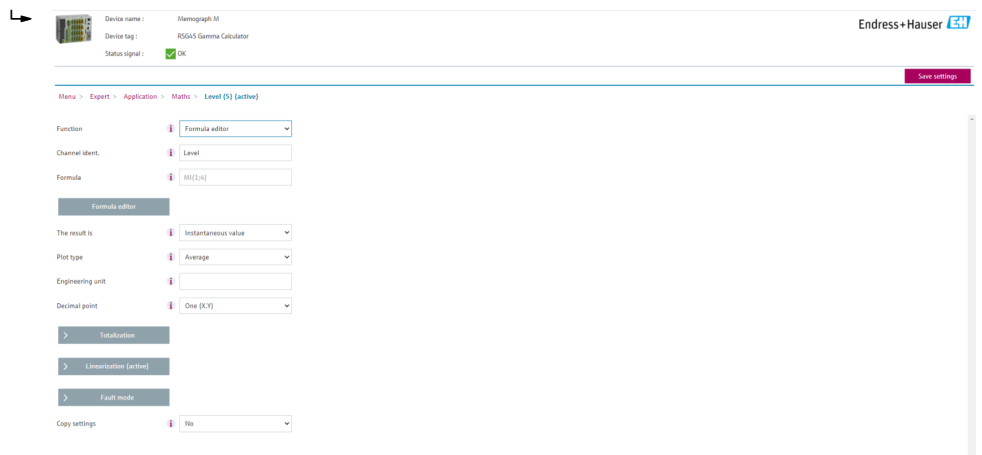 Device name : Memograph M
Endress+Hauser EH
Device tag : RSG45 Gamma Calculator
Status signal : OK
Save settings
Menu > Expert > Application > Maths > Level (5) (active)
Function i Formula editor
Channel ident. i Level
Formula i MI(1;4)
Formula editor
The result is i Instantaneous value
Plot type i Average
Engineering unit i
Decimal point i One (X.Y)
> Totalization
> Linearization (active)
> Fault mode
Copy settings i No